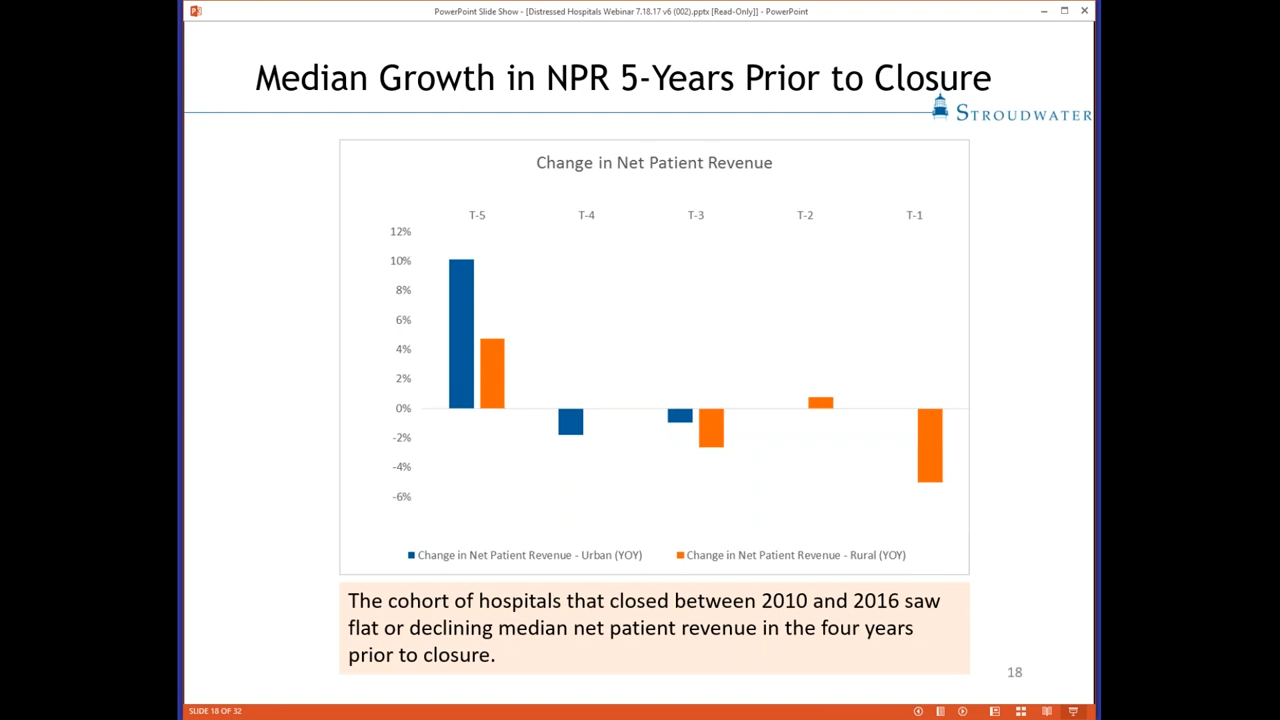 PowerPoint Slide Show - [Distressed Hospitals Webinar 7.18.17 v6 (002).pptx [Read-Only]] - PowerPoint
Median Growth in NPR 5-Years Prior to Closure
STROUDWATER
Change in Net Patient Revenue
T-5 T-4 T-3 T-2 T-1
12%
10%
8%
6%
4%
2%
0%
-2%
-4%
-6%
Change in Net Patient Revenue - Urban (YOY) Change in Net Patient Revenue - Rural (YOY)
The cohort of hospitals that closed between 2010 and 2016 saw
flat or declining median net patient revenue in the four years
prior to closure.
18
SLIDE 18 OF 32